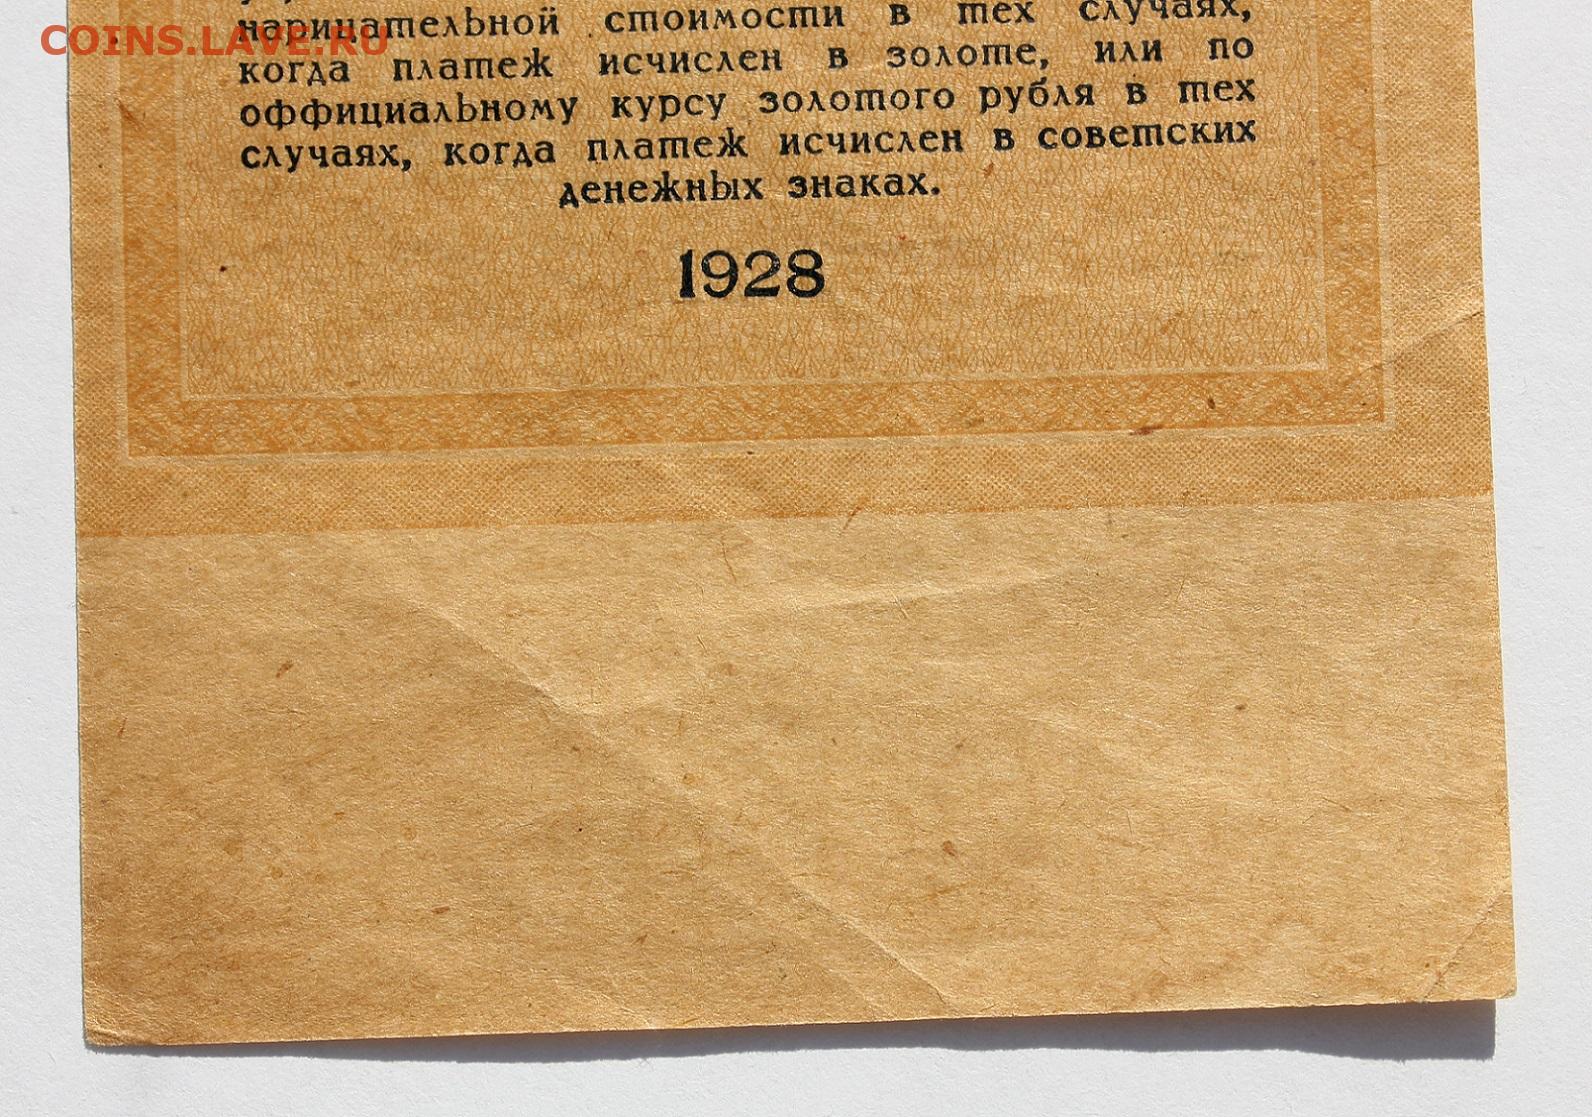 нарицательной стоимости в тех случаях,
COINS.LAVE.RU
когда платеж исчислен в золоте, или по
оффициальному курсу золотого рубля в тех
случаях, когда платеж исчислен в советских
денежных знаках.
1928